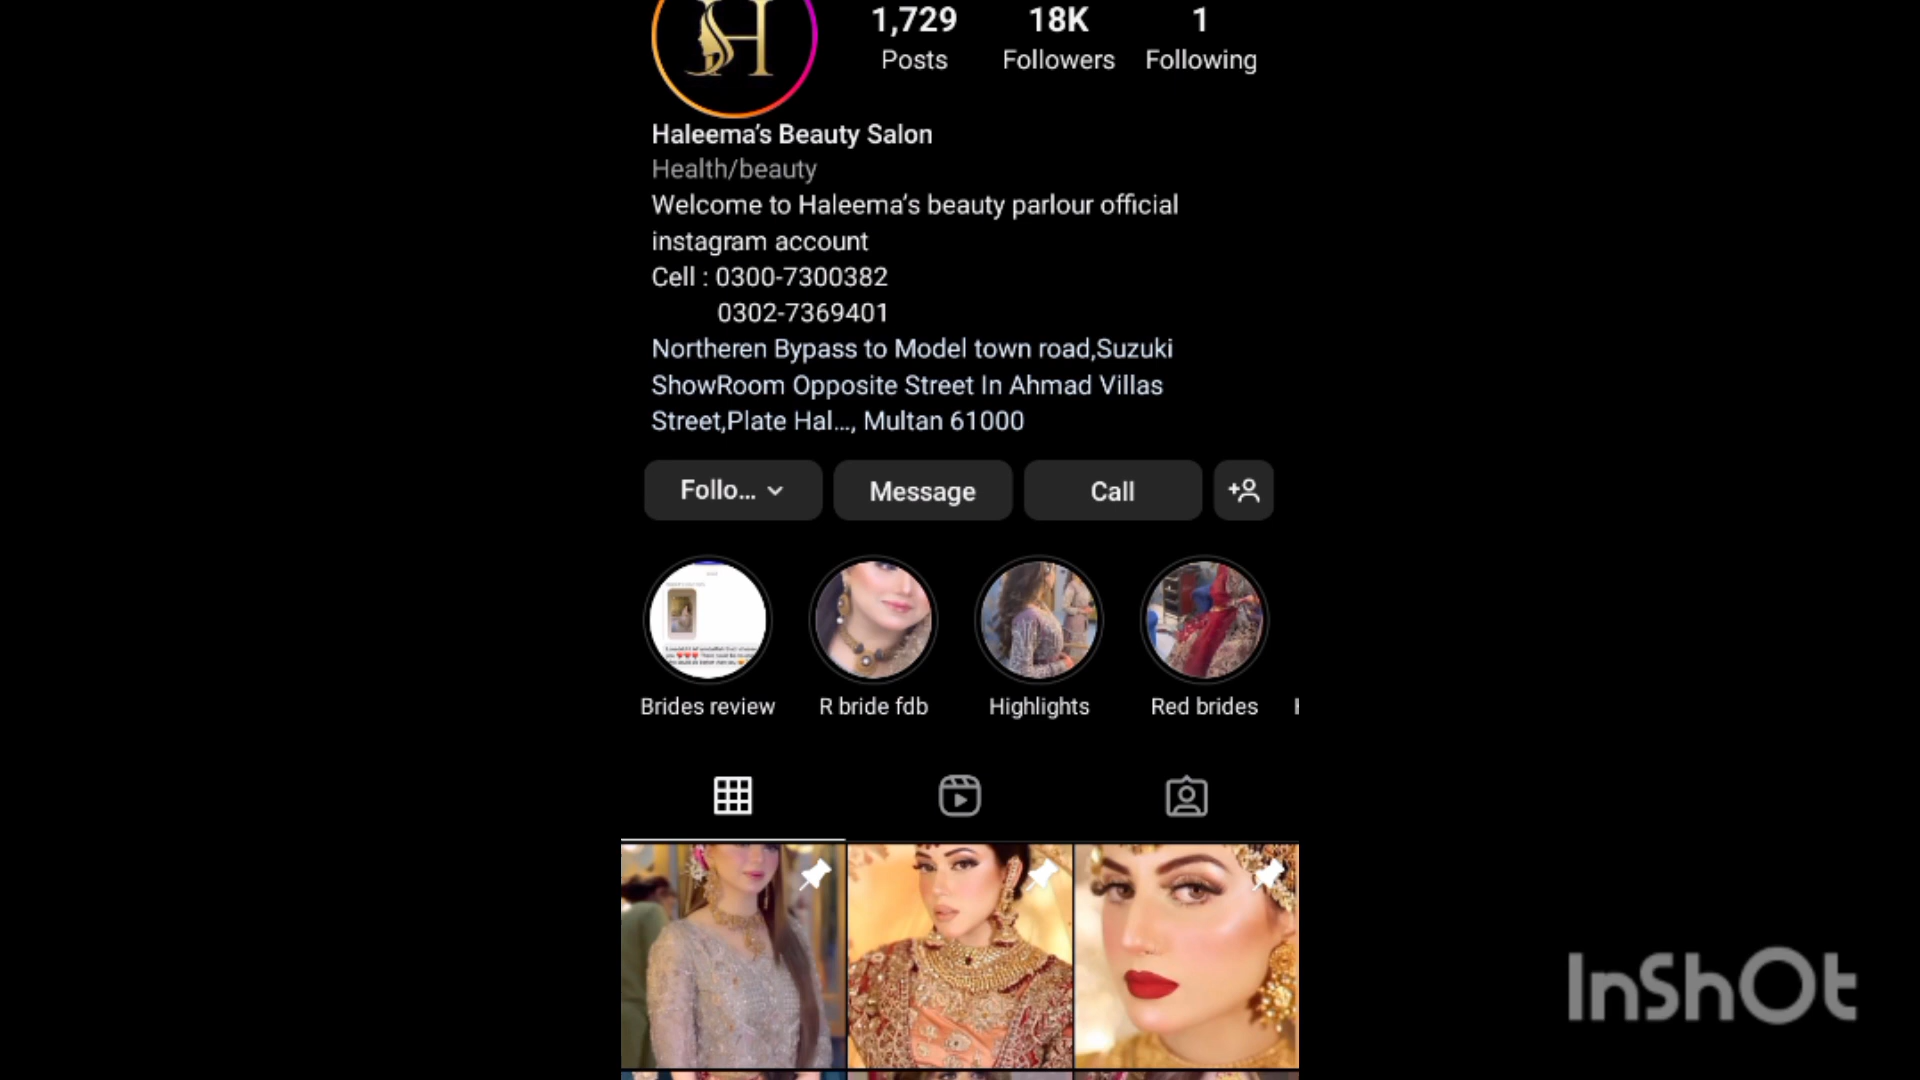 H
1,729 18K 1
Posts Followers Following
Haleema’s Beauty Salon
Health/beauty
Welcome to Haleema’s beauty parlour official
instagram account
Cell : 0300-7300382
0302-7369401
Northeren Bypass to Model town road,Suzuki
ShowRoom Opposite Street In Ahmad Villas
Street,Plate Hal..., Multan 61000
Follo... Message Call
Brides review R bride fdb Highlights Red brides
InShOt